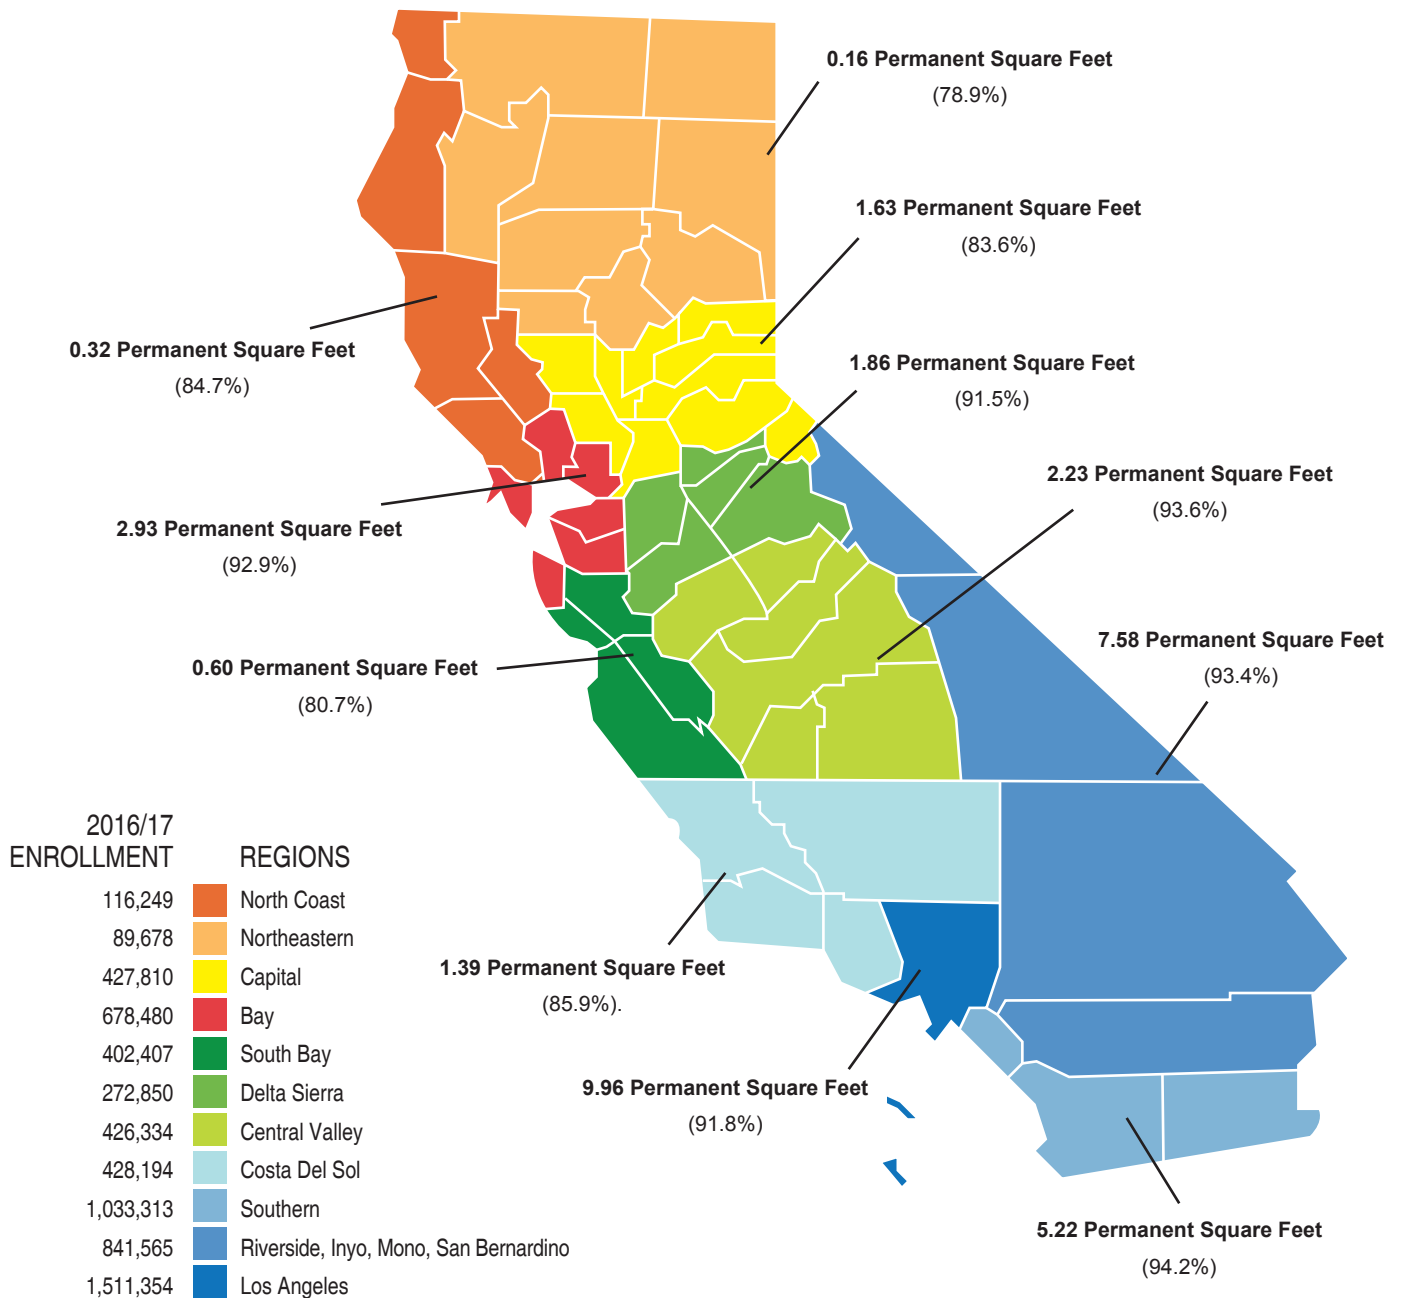 0.16 Permanent Square Feet
(78.9%)
1.63 Permanent Square Feet
(83.6%)
0.32 Permanent Square Feet
(84.7%)
1.86 Permanent Square Feet
(91.5%)
2.23 Permanent Square Feet
(93.6%)
2.93 Permanent Square Feet
(92.9%)
7.58 Permanent Square Feet
(93.4%)
0.60 Permanent Square Feet
(80.7%)
1.39 Permanent Square Feet
(85.9%).
9.96 Permanent Square Feet
(91.8%)
5.22 Permanent Square Feet
(94.2%)
2016/17
ENROLLMENT REGIONS
116,249 North Coast
89,678 Northeastern
427,810 Capital
678,480 Bay
402,407 South Bay
272,850 Delta Sierra
426,334 Central Valley
428,194 Costa Del Sol
1,033,313 Southern
841,565 Riverside, Inyo, Mono, San Bernardino
1,511,354 Los Angeles